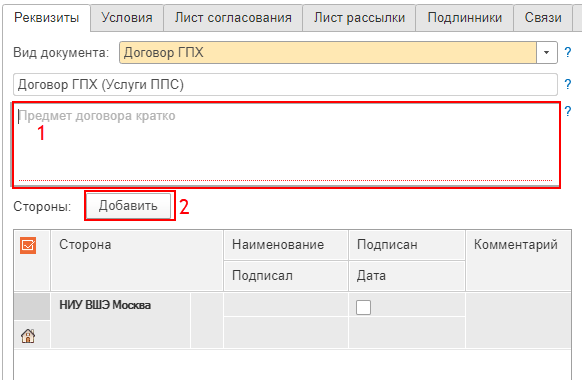 Реквизиты Условия Лист согласования Лист рассылки Подлинники Связи
Вид документа: Договор ГПХ ?
Договор ГПХ (Услуги ППС) ?
Предмет договора кратко ?
1
Стороны: Добавить 2
Сторона Наименование Подписан Комментарий
Подписал Дата
НИУ ВШЭ Москва